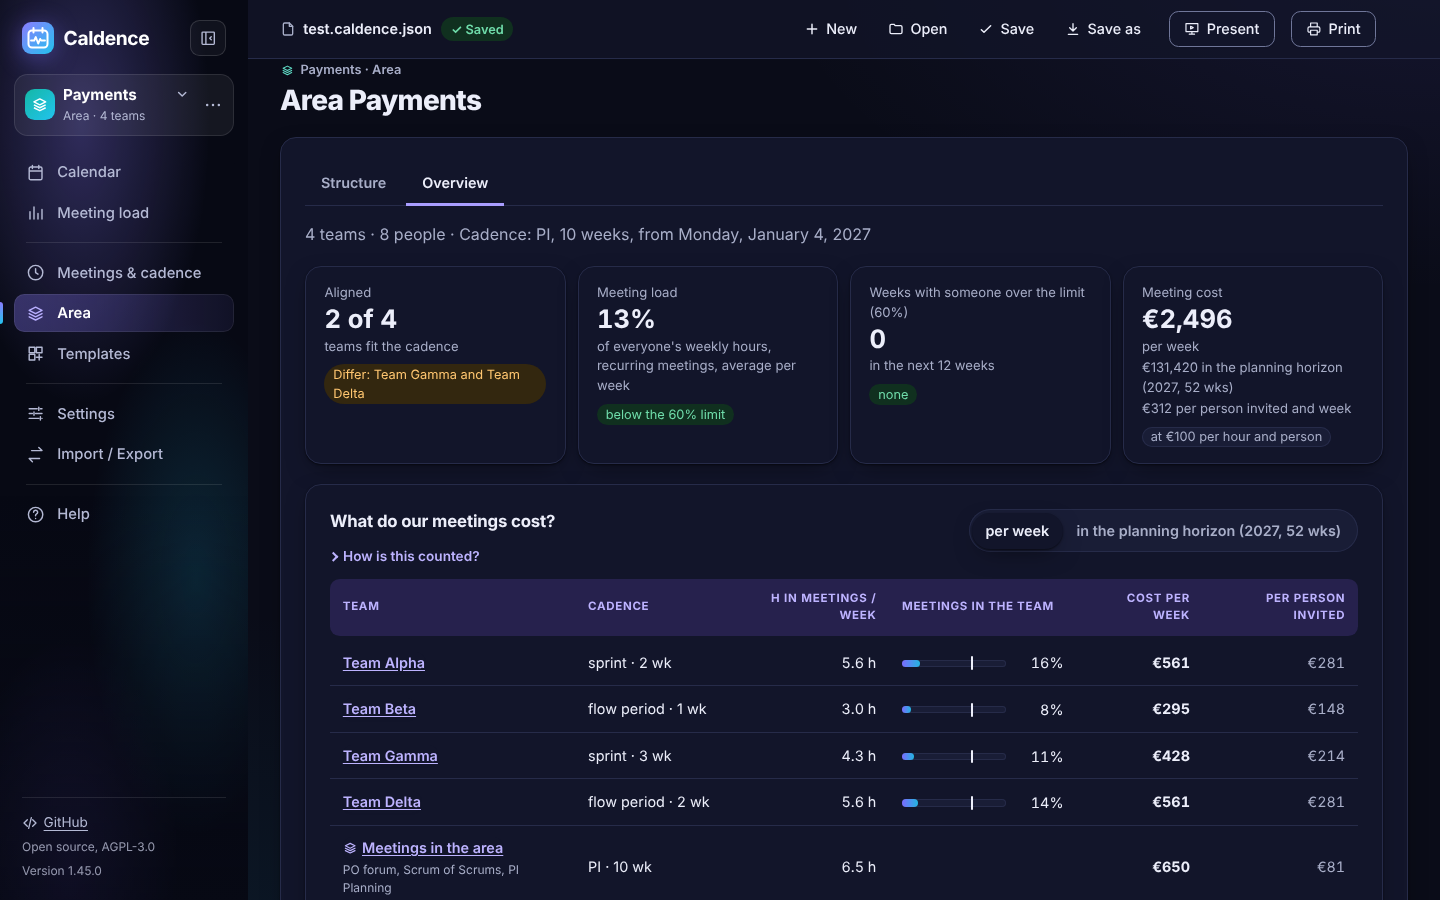 Caldence
Payments
Area · 4 teams
Calendar
Meeting load
Meetings & cadence
Area
Templates
Settings
Import / Export
Help
GitHub
Open source, AGPL-3.0
Version 1.45.0
test.caldence.json
Saved
New
Open
Save
Save as
Present
Print
Payments · Area
Area Payments
Structure
Overview
4 teams · 8 people · Cadence: PI, 10 weeks, from Monday, January 4, 2027
Aligned
2 of 4
teams fit the cadence
Differ: Team Gamma and Team
Delta
Meeting load
13%
of everyone's weekly hours,
recurring meetings, average per
week
below the 60% limit
Weeks with someone over the limit
(60%)
0
in the next 12 weeks
none
Meeting cost
€2,496
per week
€131,420 in the planning horizon
(2027, 52 wks)
€312 per person invited and week
at €100 per hour and person
What do our meetings cost?
How is this counted?
per week
in the planning horizon (2027, 52 wks)
TEAM CADENCE H IN MEETINGS / WEEK MEETINGS IN THE TEAM COST PER WEEK PER PERSON INVITED
Team Alpha sprint · 2 wk 5.6 h 16% €561 €281
Team Beta flow period · 1 wk 3.0 h 8% €295 €148
Team Gamma sprint · 3 wk 4.3 h 11% €428 €214
Team Delta flow period · 2 wk 5.6 h 14% €561 €281
Meetings in the area PI · 10 wk 6.5 h €650 €81
PO forum, Scrum of Scrums, PI
Planning